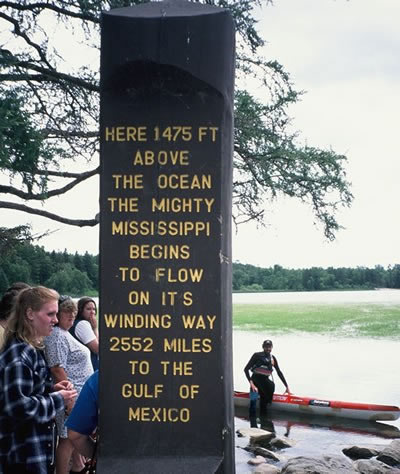 HERE 1475 FT
ABOVE
THE OCEAN
THE MIGHTY
MISSISSIPPI
BEGINS
TO FLOW
ON IT'S
WINDING WAY
2552 MILES
TO THE
GULF OF
MEXICO